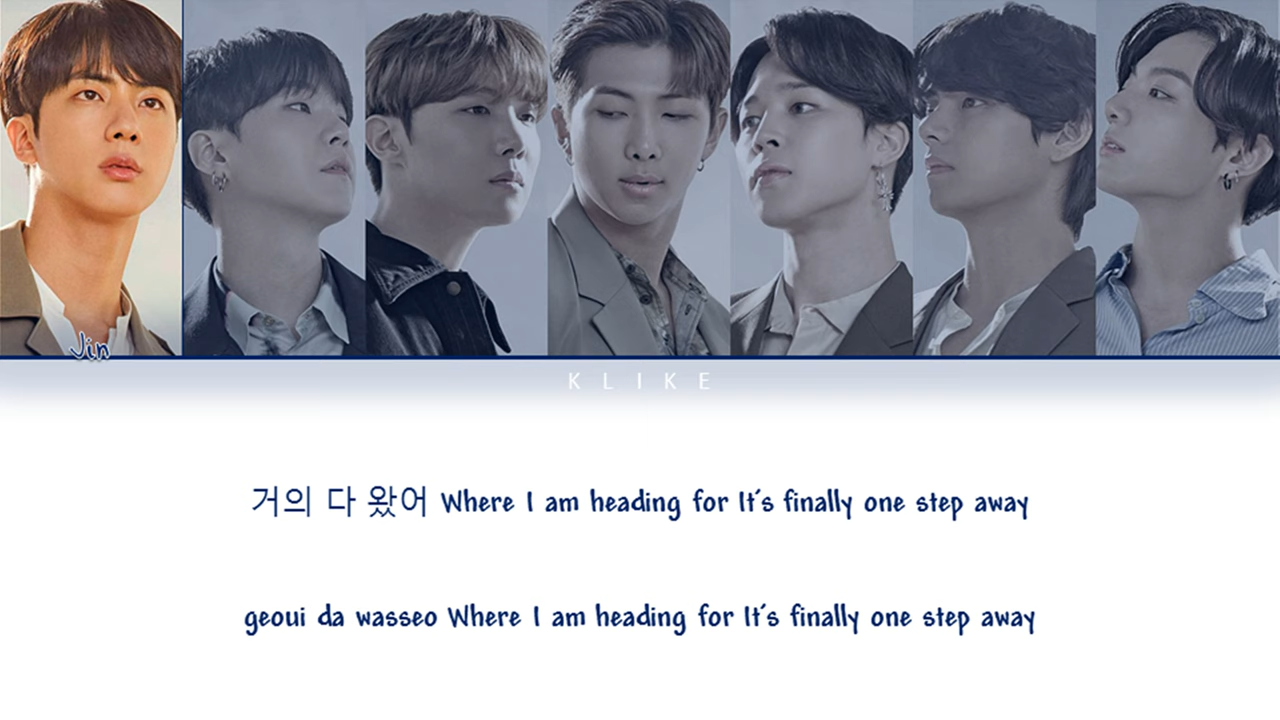 Jin
KLIKE
거의 다 왔어 Where I am heading for It's finally one step away
geoui da wasseo Where I am heading for It's finally one step away